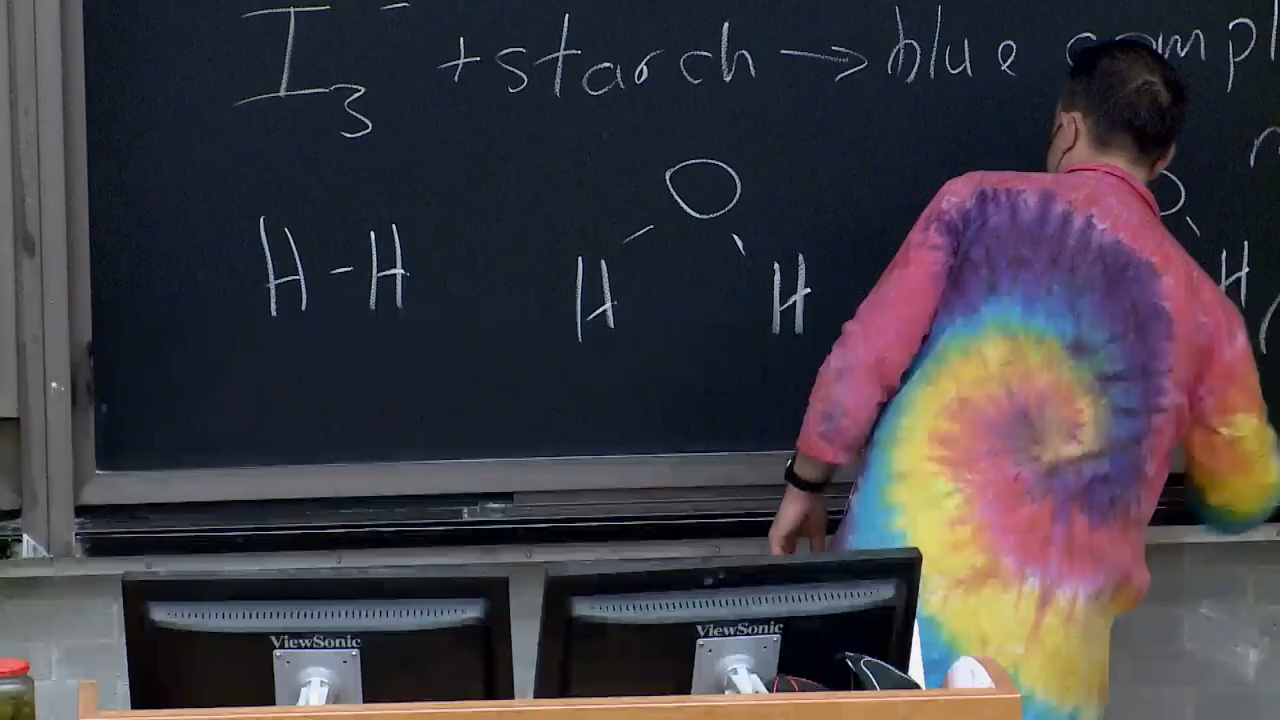 I₃⁻ + starch → blue compl
H-H
O
H H
H
ViewSonic ViewSonic